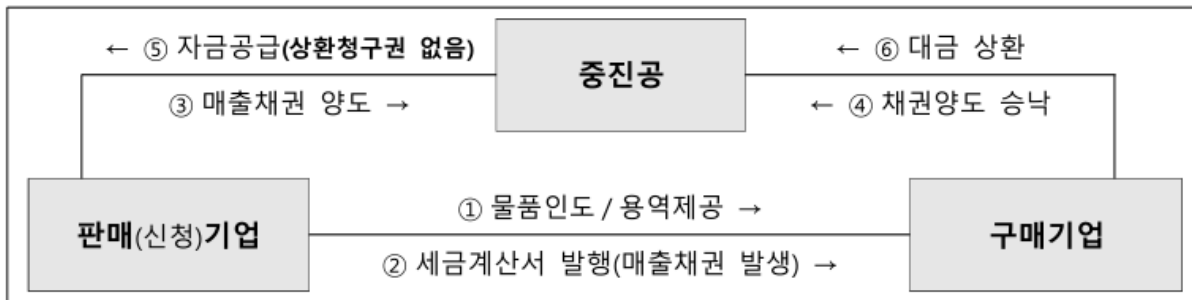 ← ⑤ 자금공급(상환청구권 없음)
← ⑥ 대금 상환
중진공
③ 매출채권 양도 →
← ④ 채권양도 승낙
① 물품인도 / 용역제공 →
판매(신청)기업
구매기업
② 세금계산서 발행(매출채권 발생) →